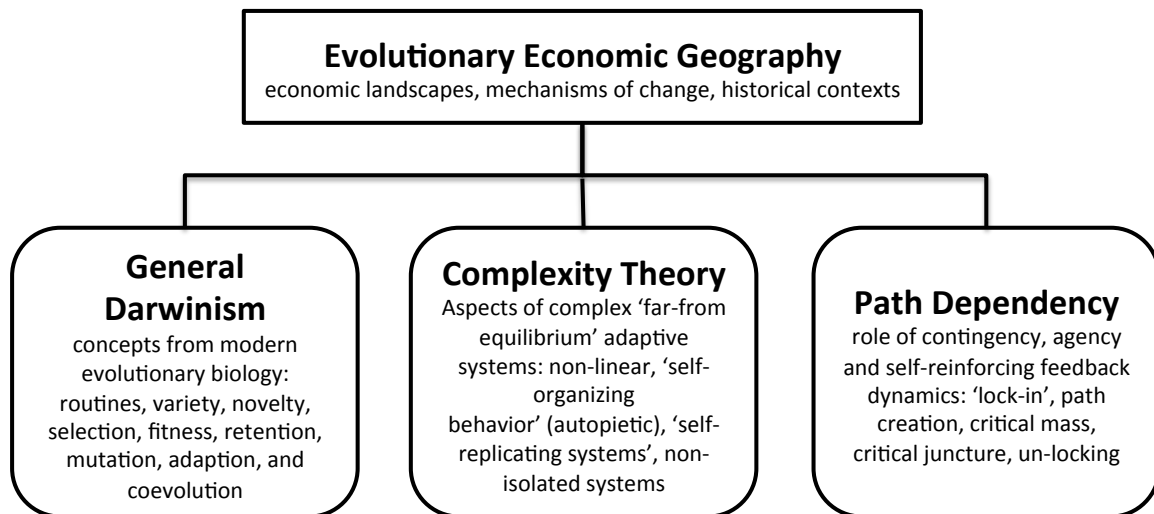 Evolutionary Economic Geography
economic landscapes, mechanisms of change, historical contexts
General
Darwinism
concepts from modern
evolutionary biology:
routines, variety, novelty,
selection, fitness, retention,
mutation, adaption, and
coevolution
Complexity Theory
Aspects of complex ‘far-from
equilibrium’ adaptive
systems: non-linear, ‘self-
organizing
behavior’ (autopietic), ‘self-
replicating systems’, non-
isolated systems
Path Dependency
role of contingency, agency
and self-reinforcing feedback
dynamics: ‘lock-in’, path
creation, critical mass,
critical juncture, un-locking